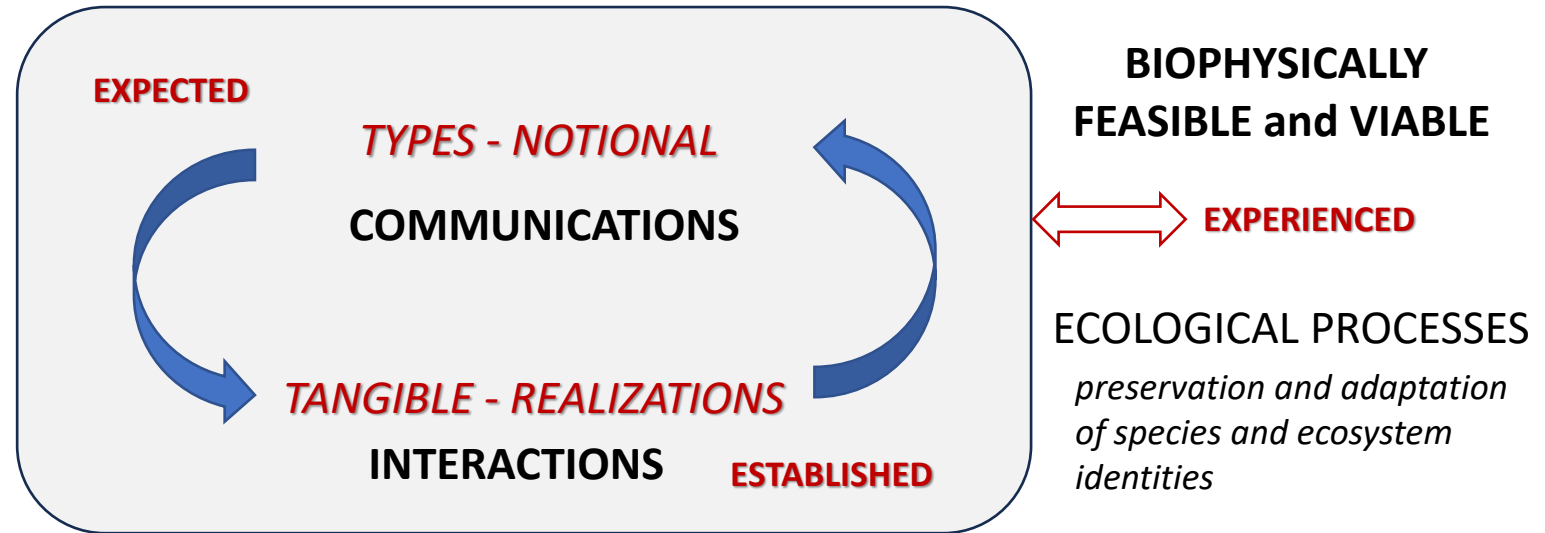 EXPECTED
TYPES - NOTIONAL
COMMUNICATIONS
TANGIBLE - REALIZATIONS
INTERACTIONS
ESTABLISHED
BIOPHYSICALLY
FEASIBLE and VIABLE
EXPERIENCED
ECOLOGICAL PROCESSES
preservation and adaptation
of species and ecosystem
identities